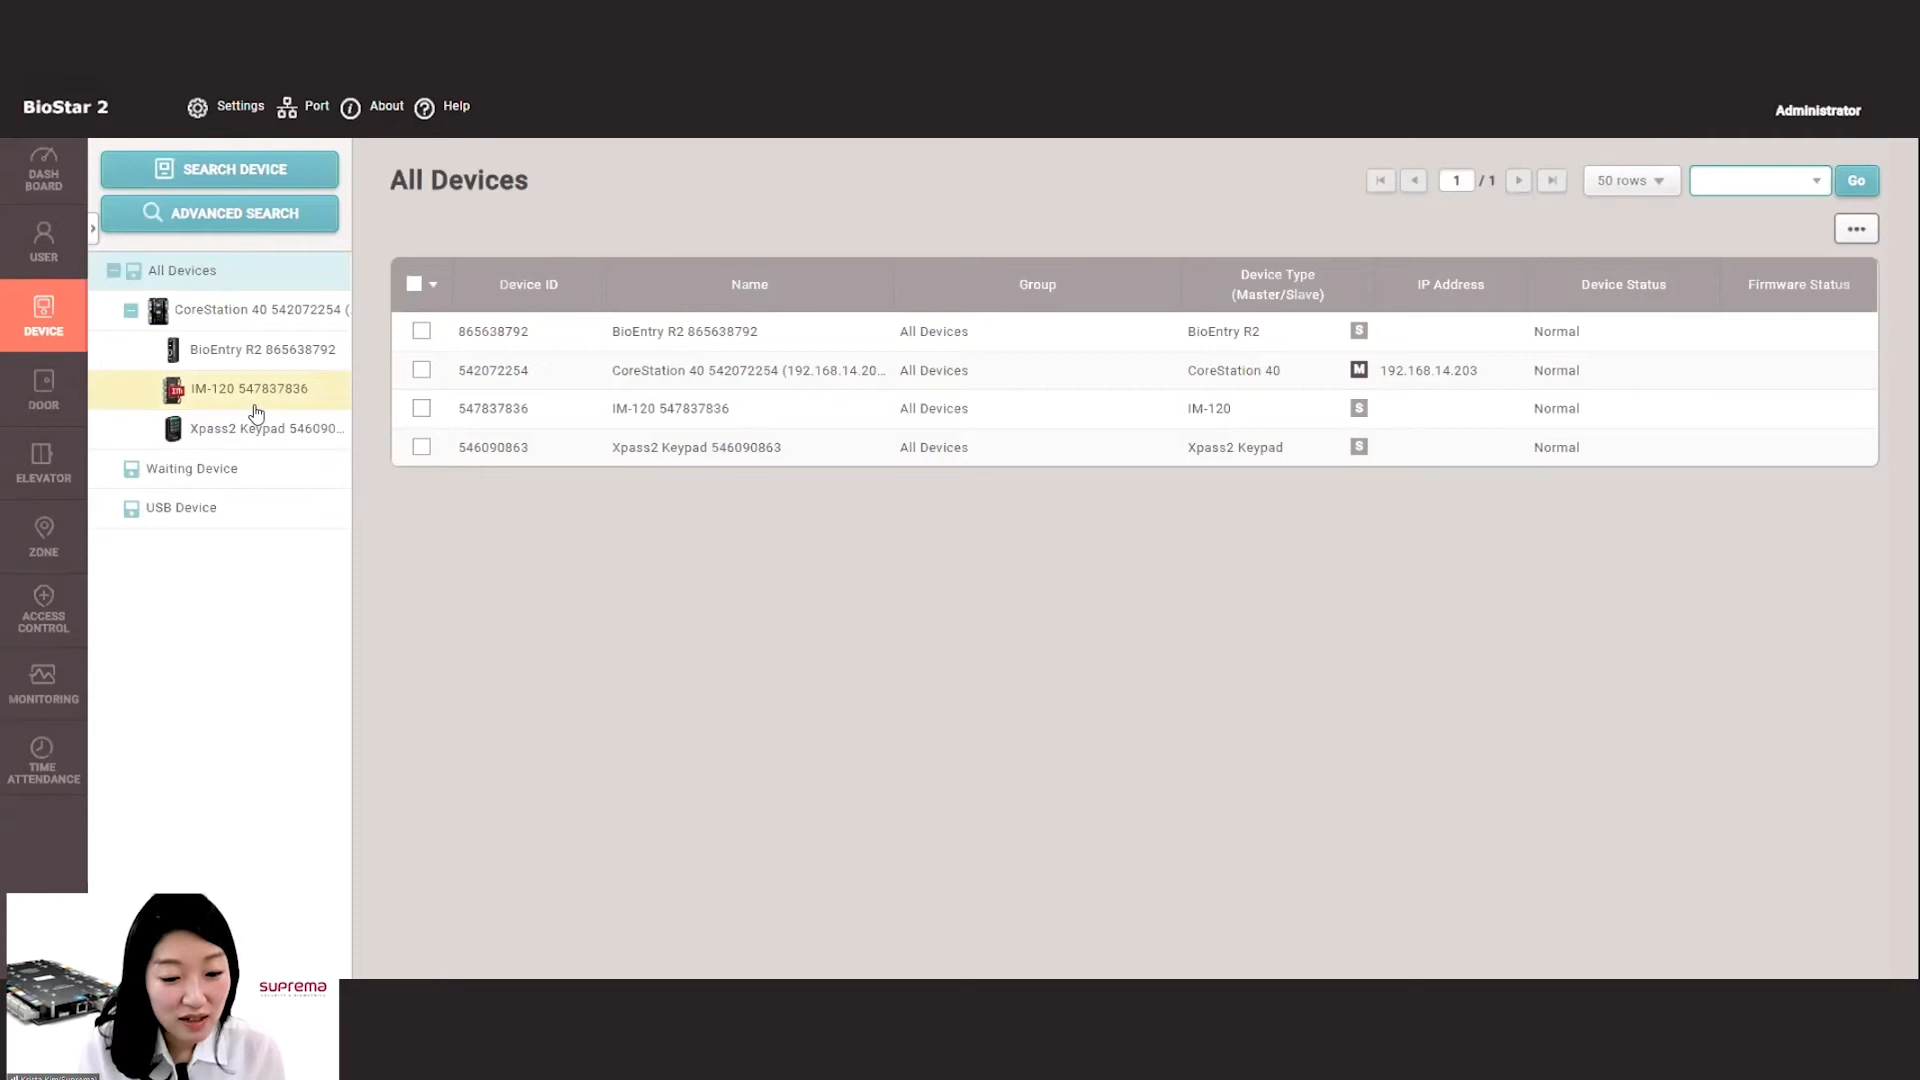 BioStar 2
Settings
Port
About
Help
Administrator
DASH
BOARD
USER
DEVICE
DOOR
ELEVATOR
ZONE
ACCESS
CONTROL
MONITORING
TIME
ATTENDANCE
SEARCH DEVICE
ADVANCED SEARCH
All Devices
CoreStation 40 542072254 (
BioEntry R2 865638792
IM-120 547837836
Xpass2 Keypad 546090...
Waiting Device
USB Device
All Devices
1 / 1
50 rows
Go
Device ID Name Group Device Type (Master/Slave) IP Address Device Status Firmware Status
865638792 BioEntry R2 865638792 All Devices BioEntry R2 S Normal
542072254 CoreStation 40 542072254 (192.168.14.20... All Devices CoreStation 40 M 192.168.14.203 Normal
547837836 IM-120 547837836 All Devices IM-120 S Normal
546090863 Xpass2 Keypad 546090863 All Devices Xpass2 Keypad S Normal
suprema
SECURITY & BIOMETRICS
Krista Kim(Suprema)